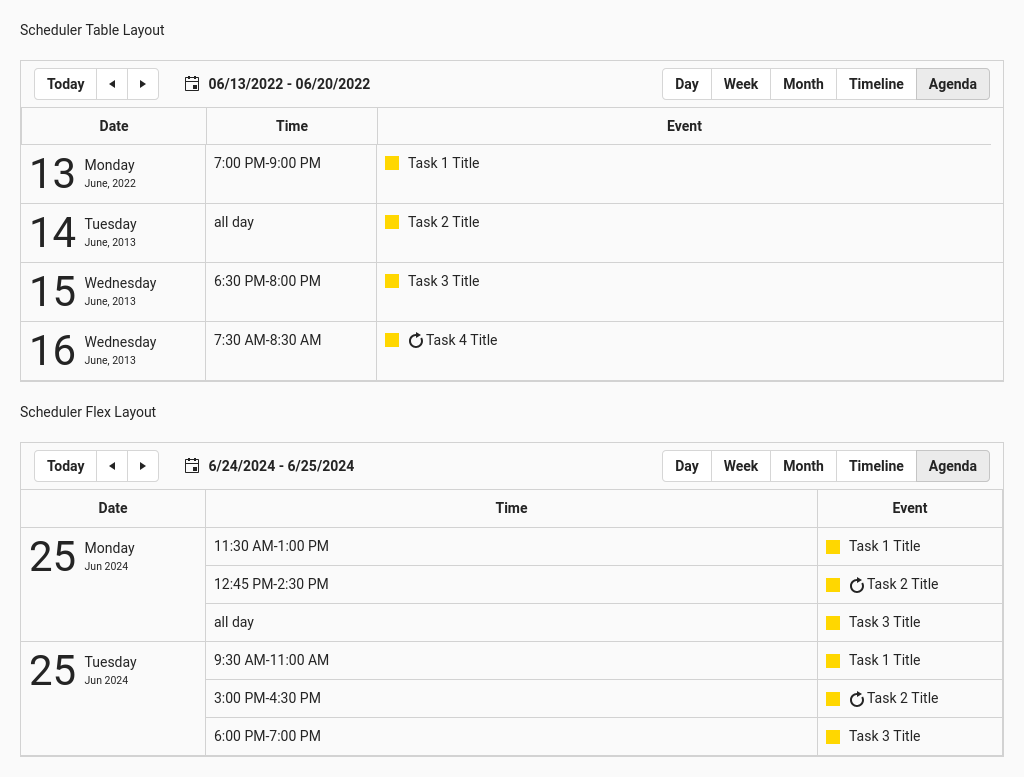 Scheduler Table Layout
Today 06/13/2022 - 06/20/2022 Day Week Month Timeline Agenda
Date Time Event
13 Monday 7:00 PM-9:00 PM Task 1 Title
June, 2022
14 Tuesday all day Task 2 Title
June, 2013
15 Wednesday 6:30 PM-8:00 PM Task 3 Title
June, 2013
16 Wednesday 7:30 AM-8:30 AM Task 4 Title
June, 2013
Scheduler Flex Layout
Today 6/24/2024 - 6/25/2024 Day Week Month Timeline Agenda
Date Time Event
25 Monday 11:30 AM-1:00 PM Task 1 Title
Jun 2024
12:45 PM-2:30 PM Task 2 Title
all day Task 3 Title
25 Tuesday 9:30 AM-11:00 AM Task 1 Title
Jun 2024
3:00 PM-4:30 PM Task 2 Title
6:00 PM-7:00 PM Task 3 Title